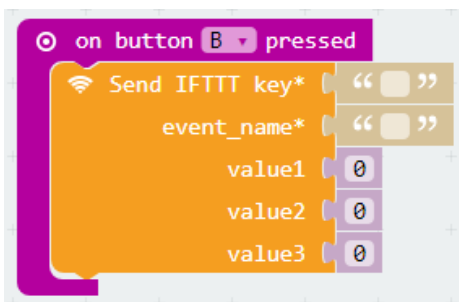 on button B pressed
Send IFTTT key* “ ”
event_name* “ ”
value1 0
value2 0
value3 0